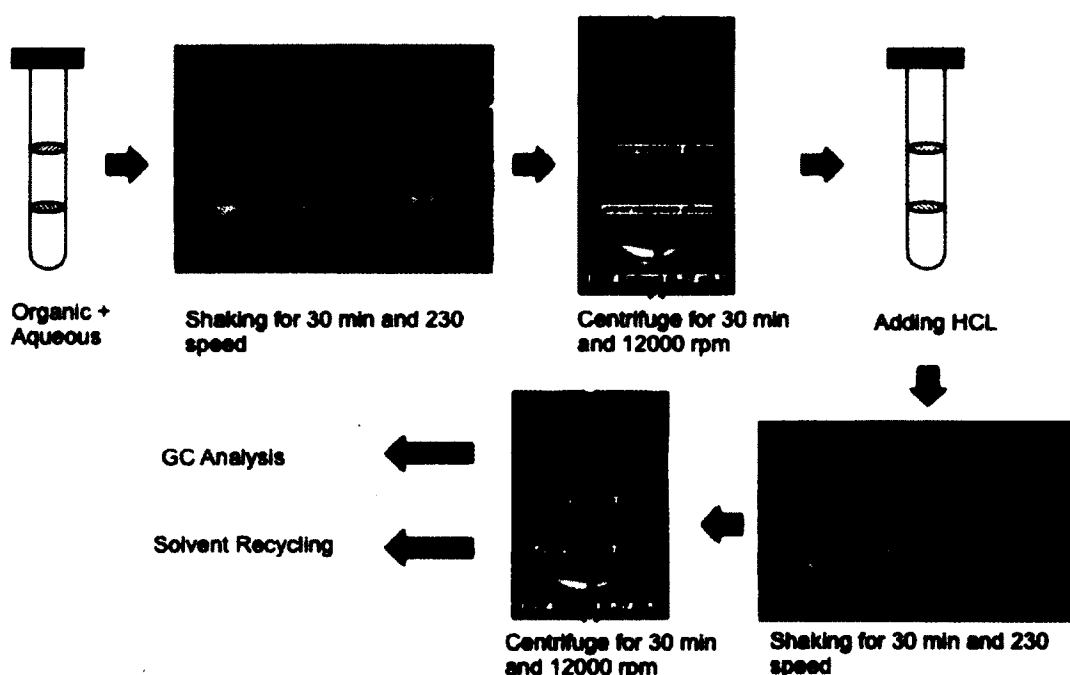 Organic +
Aqueous
Shaking for 30 min and 230
speed
Centrifuge for 30 min
and 12000 rpm
Adding HCL
Shaking for 30 min and 230
speed
Centrifuge for 30 min
and 12000 rpm
GC Analysis
Solvent Recycling